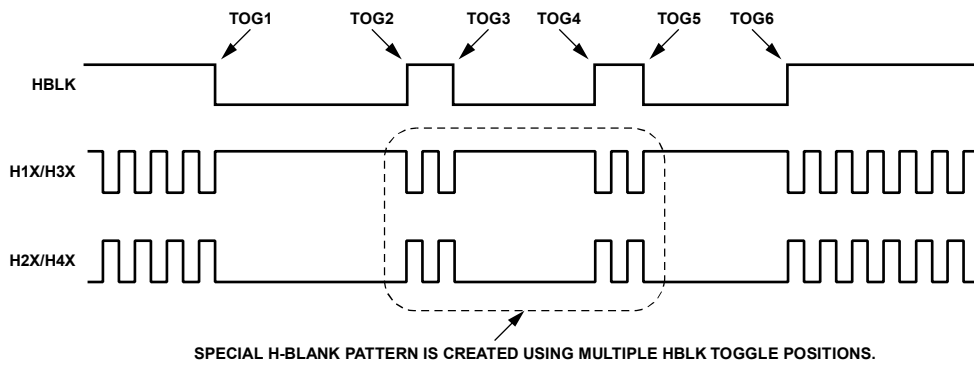 TOG1 TOG2 TOG3 TOG4 TOG5 TOG6
HBLK
H1X/H3X
H2X/H4X
SPECIAL H-BLANK PATTERN IS CREATED USING MULTIPLE HBLK TOGGLE POSITIONS.